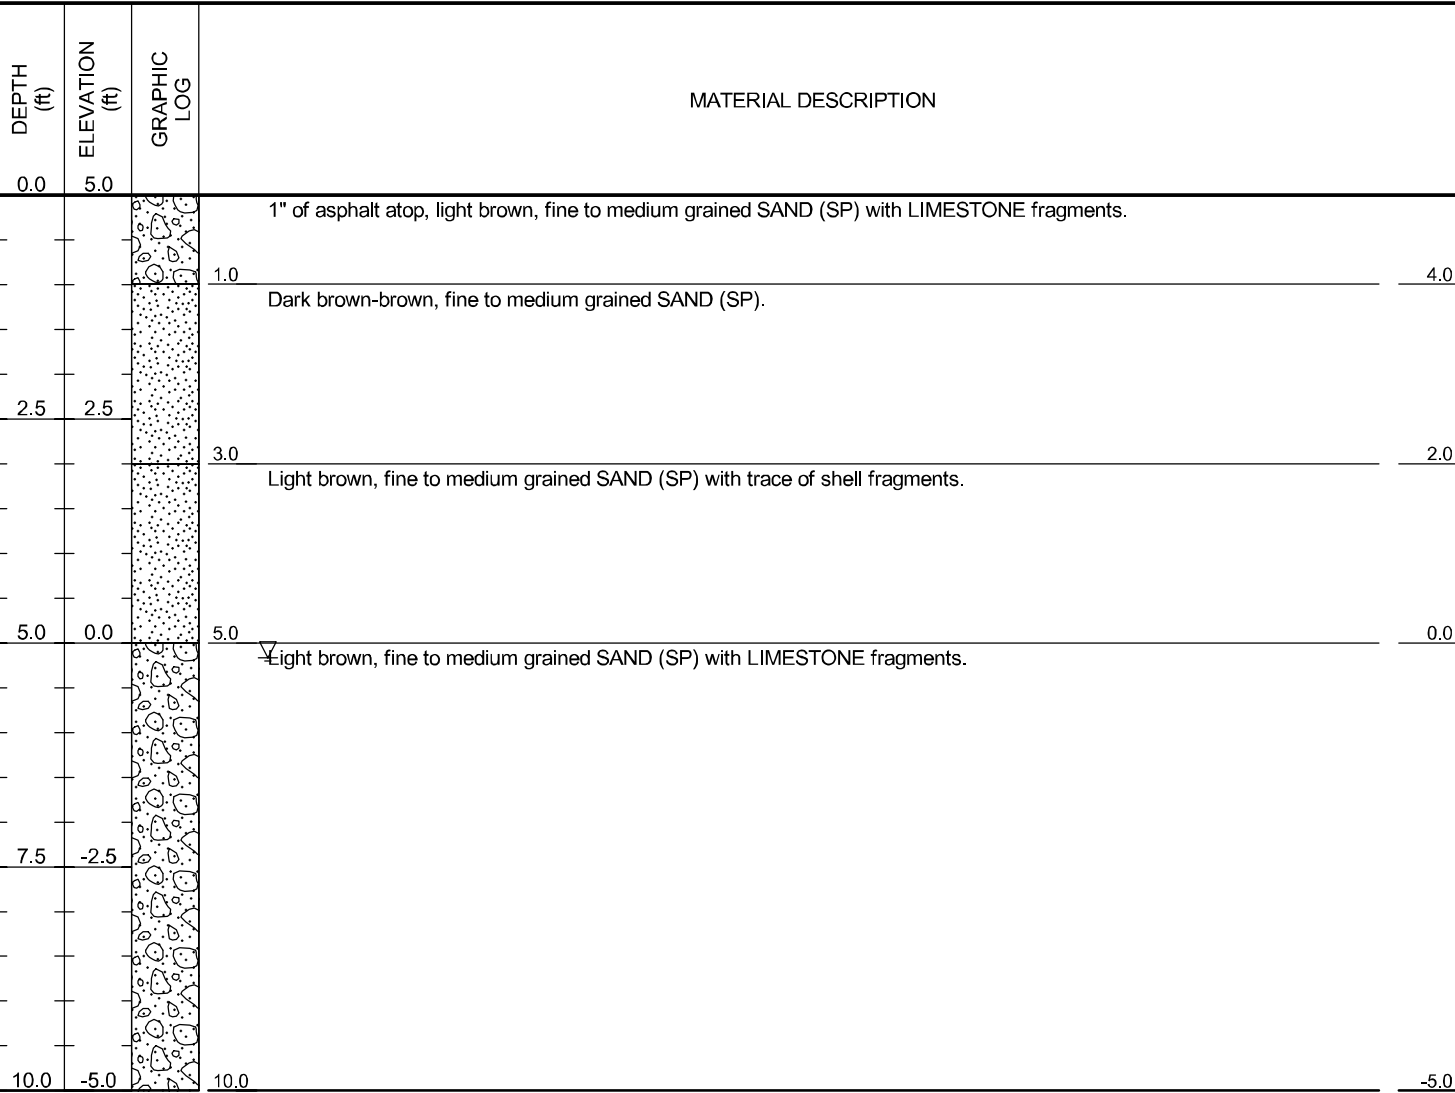 DEPTH
(ft)
ELEVATION
(ft)
GRAPHIC
LOG
MATERIAL DESCRIPTION
0.0 5.0
1" of asphalt atop, light brown, fine to medium grained SAND (SP) with LIMESTONE fragments.
1.0 4.0
Dark brown-brown, fine to medium grained SAND (SP).
2.5 2.5
3.0 2.0
Light brown, fine to medium grained SAND (SP) with trace of shell fragments.
5.0 0.0 5.0 0.0
Light brown, fine to medium grained SAND (SP) with LIMESTONE fragments.
7.5 -2.5
10.0 -5.0 10.0 -5.0